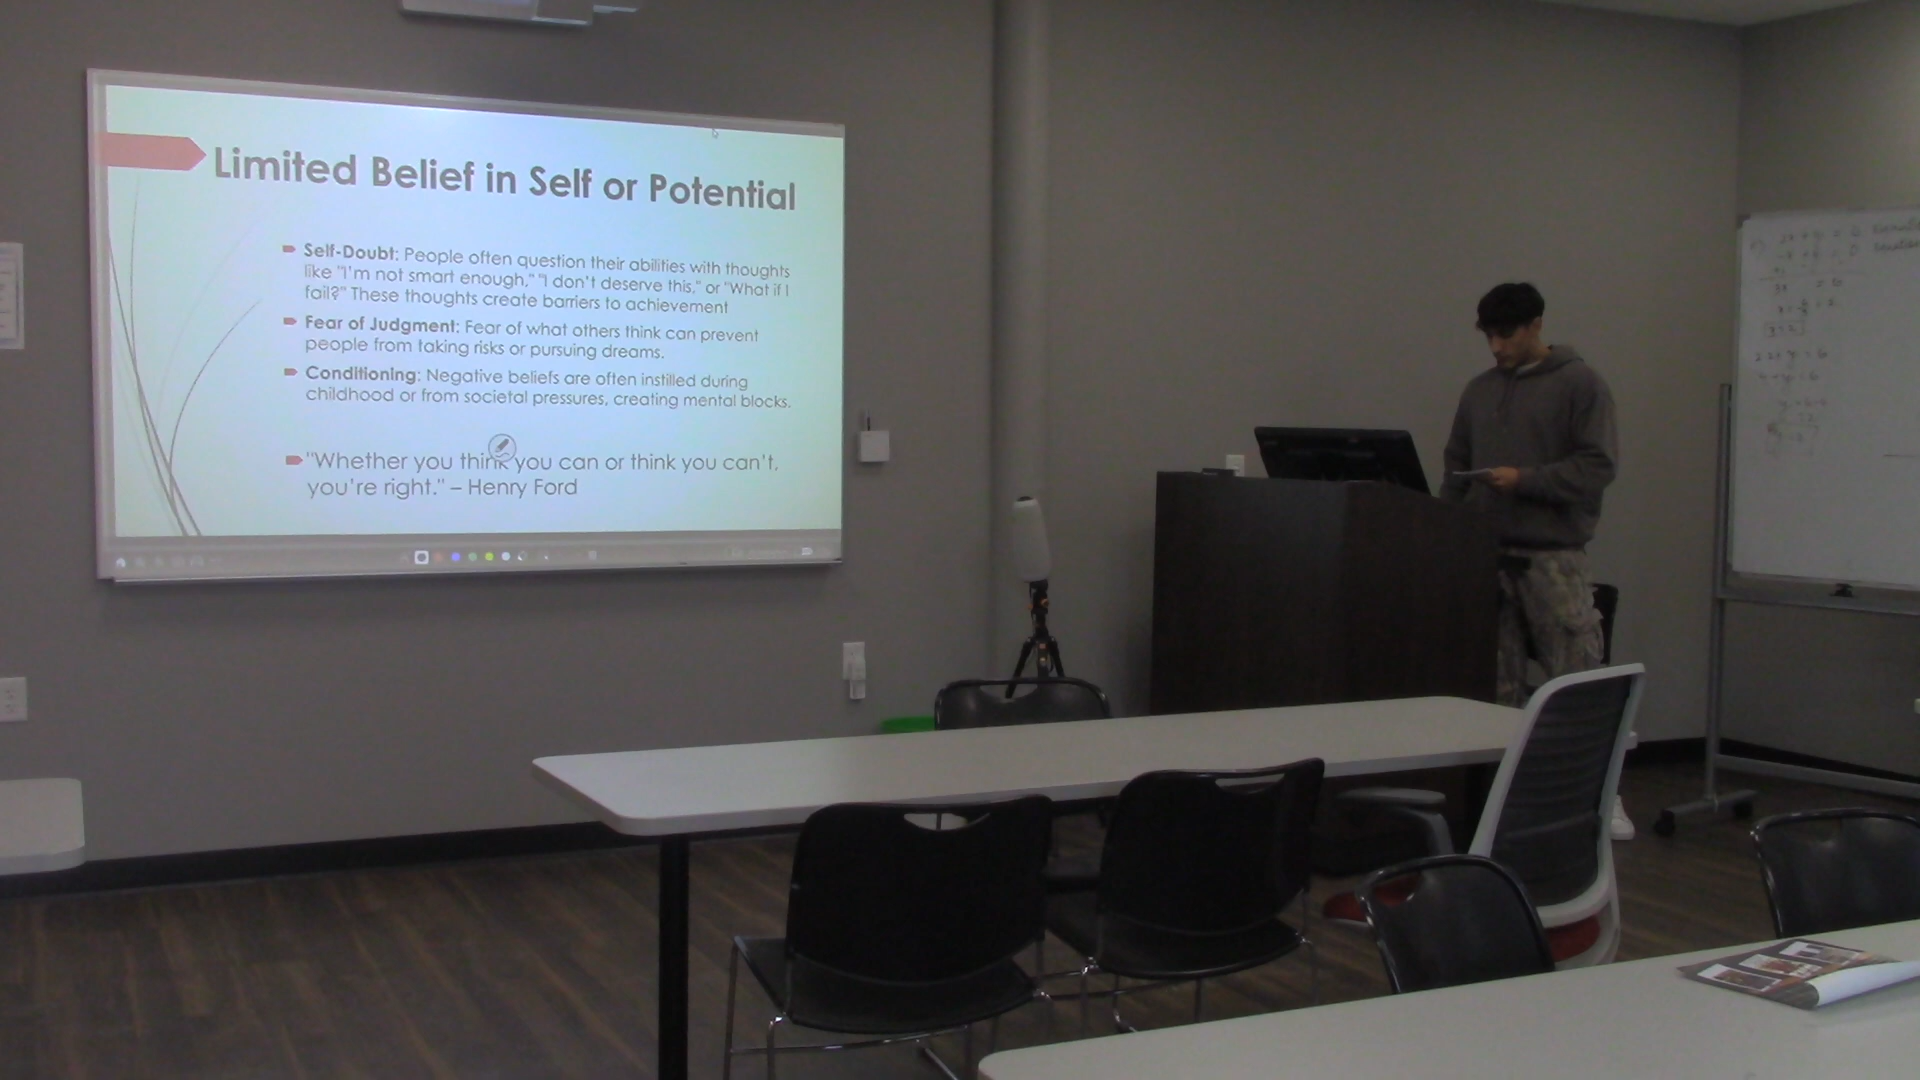 Limited Belief in Self or Potential
Self-Doubt: People often question their abilities with thoughts
like "I'm not smart enough," "I don't deserve this," or "What if I
fail?" These thoughts create barriers to achievement
Fear of Judgment: Fear of what others think can prevent
people from taking risks or pursuing dreams.
Conditioning: Negative beliefs are often instilled during
childhood or from societal pressures, creating mental blocks.
"Whether you think you can or think you can't,
you're right." – Henry Ford